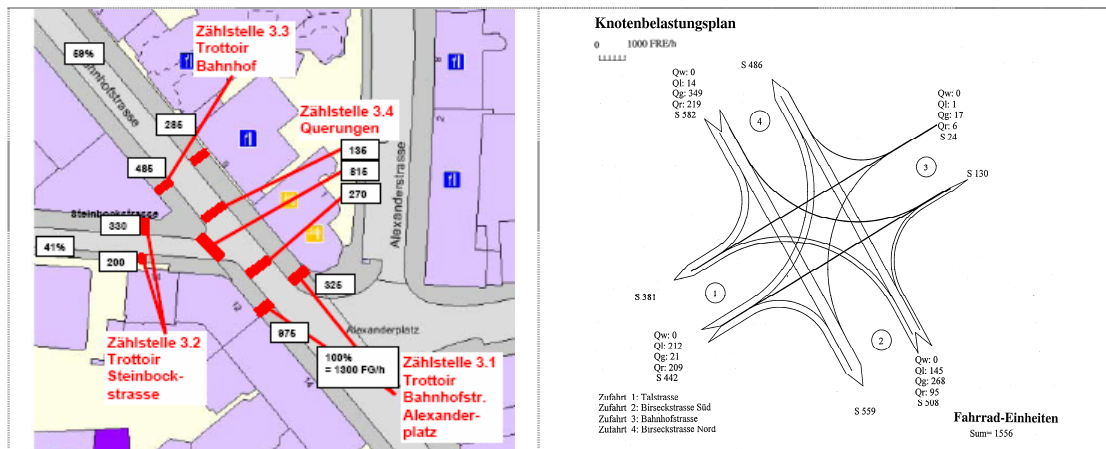 59%
Bahnhofstrasse
Zählstelle 3.3
Trottoir
Bahnhof
Zählstelle 3.4
Querungen
285
485
135
815
270
Steinbockstrasse
330
41%
200
Alexanderstrasse
325
975
Alexanderplatz
Zählstelle 3.2
Trottoir
Steinbock-
strasse
100%
= 1300 FG/h
Zählstelle 3.1
Trottoir
Bahnhofstr.
Alexander-
platz
Knotenbelastungsplan
0 1000 FRE/h
S 486
Qw: 0
Ql: 14
Qg: 349
Qr: 219
S 582
Qw: 0
Ql: 1
Qg: 17
Qr: 6
S 24
4
3
S 130
S 381
1
2
Qw: 0
Ql: 212
Qg: 21
Qr: 209
S 442
Qw: 0
Ql: 145
Qg: 268
Qr: 95
S 508
S 559
Zufahrt 1: Talstrasse
Zufahrt 2: Birseckstrasse Süd
Zufahrt 3: Bahnhofstrasse
Zufahrt 4: Birseckstrasse Nord
Fahrrad-Einheiten
Sum= 1556